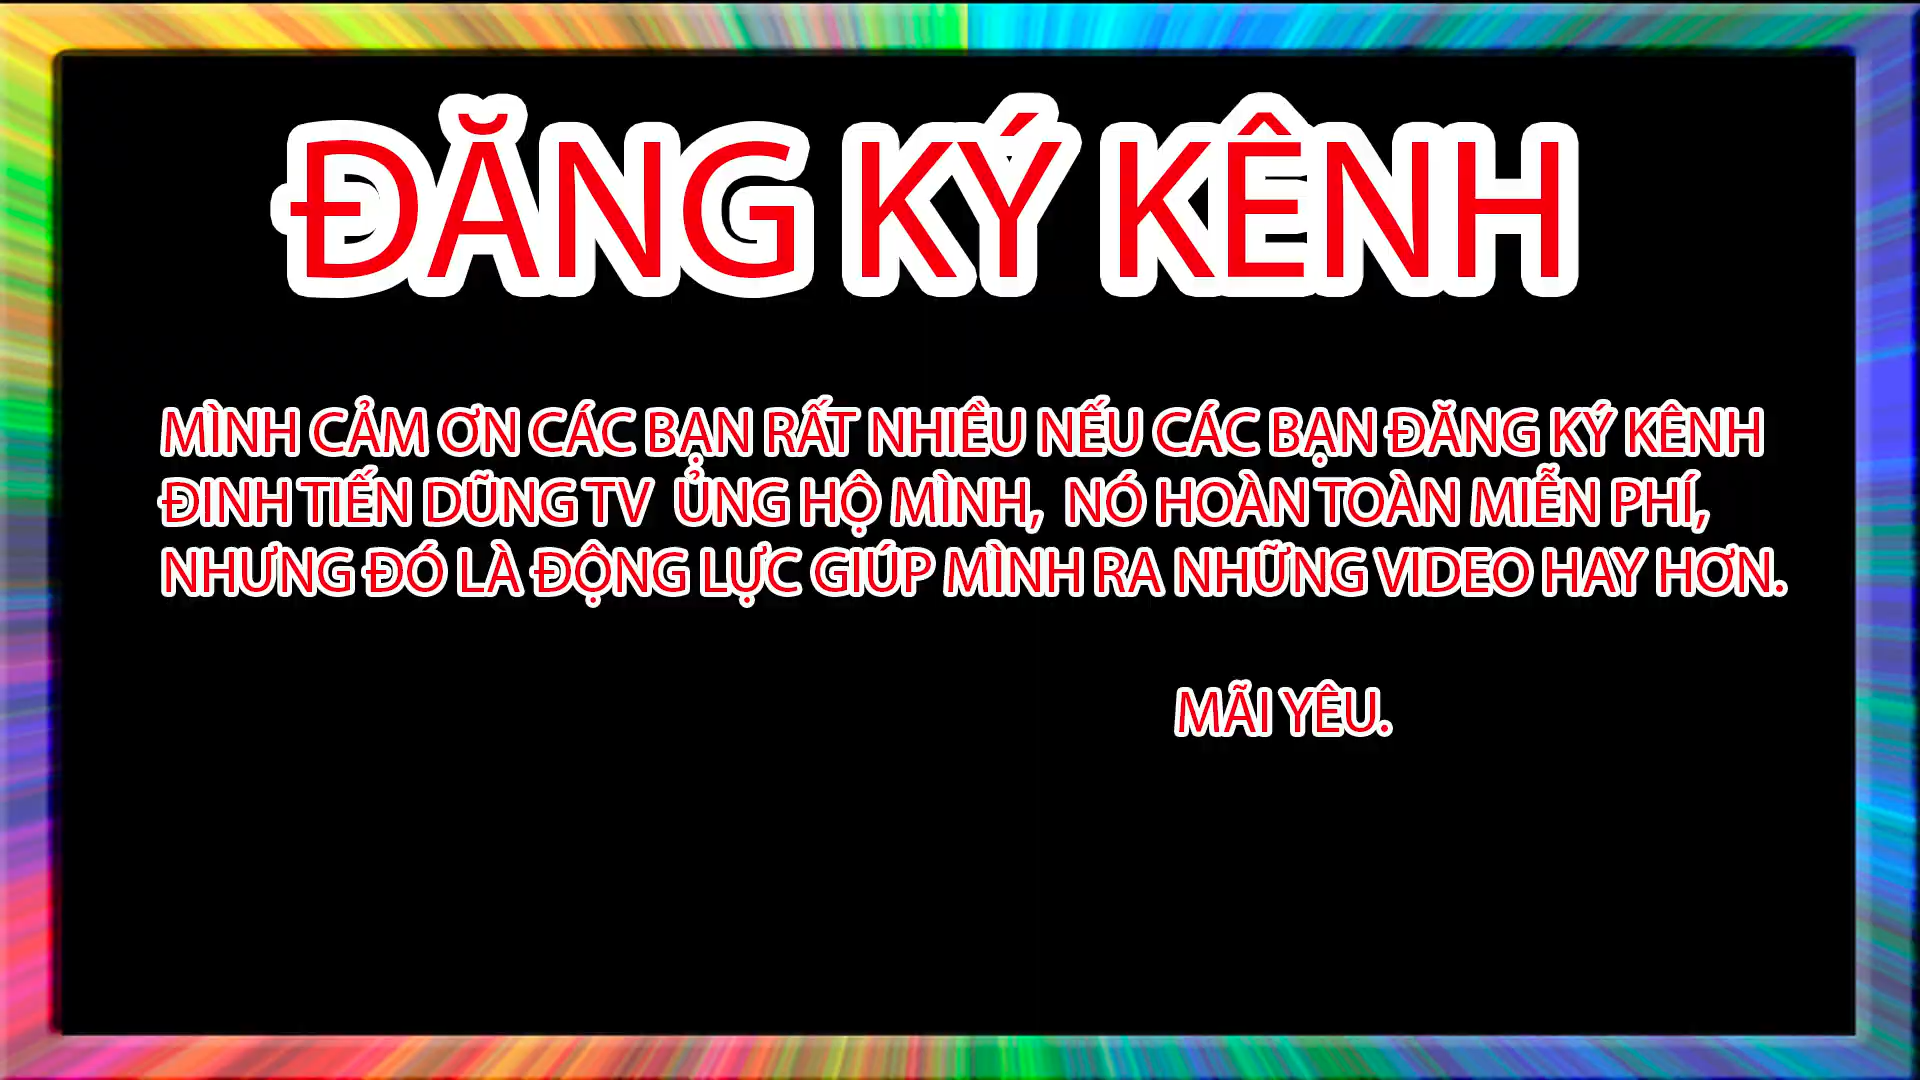 ĐĂNG KÝ KÊNH
MÌNH CẢM ƠN CÁC BẠN RẤT NHIỀU NẾU CÁC BẠN ĐĂNG KÝ KÊNH
ĐINH TIẾN DŨNG TV ỦNG HỘ MÌNH, NÓ HOÀN TOÀN MIỄN PHÍ,
NHƯNG ĐÓ LÀ ĐỘNG LỰC GIÚP MÌNH RA NHỮNG VIDEO HAY HƠN.
MÃI YÊU.